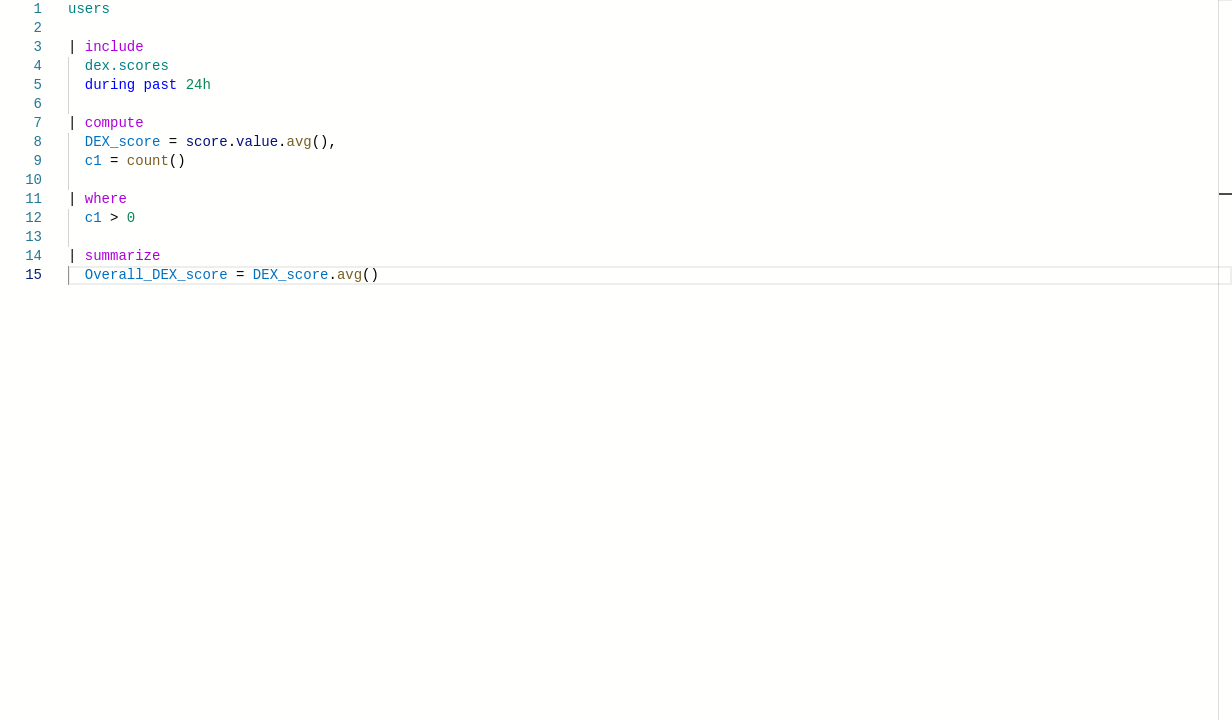 1 users
2
3 | include
4 dex.scores
5 during past 24h
6
7 | compute
8 DEX_score = score.value.avg(),
9 c1 = count()
10
11 | where
12 c1 > 0
13
14 | summarize
15 Overall_DEX_score = DEX_score.avg()